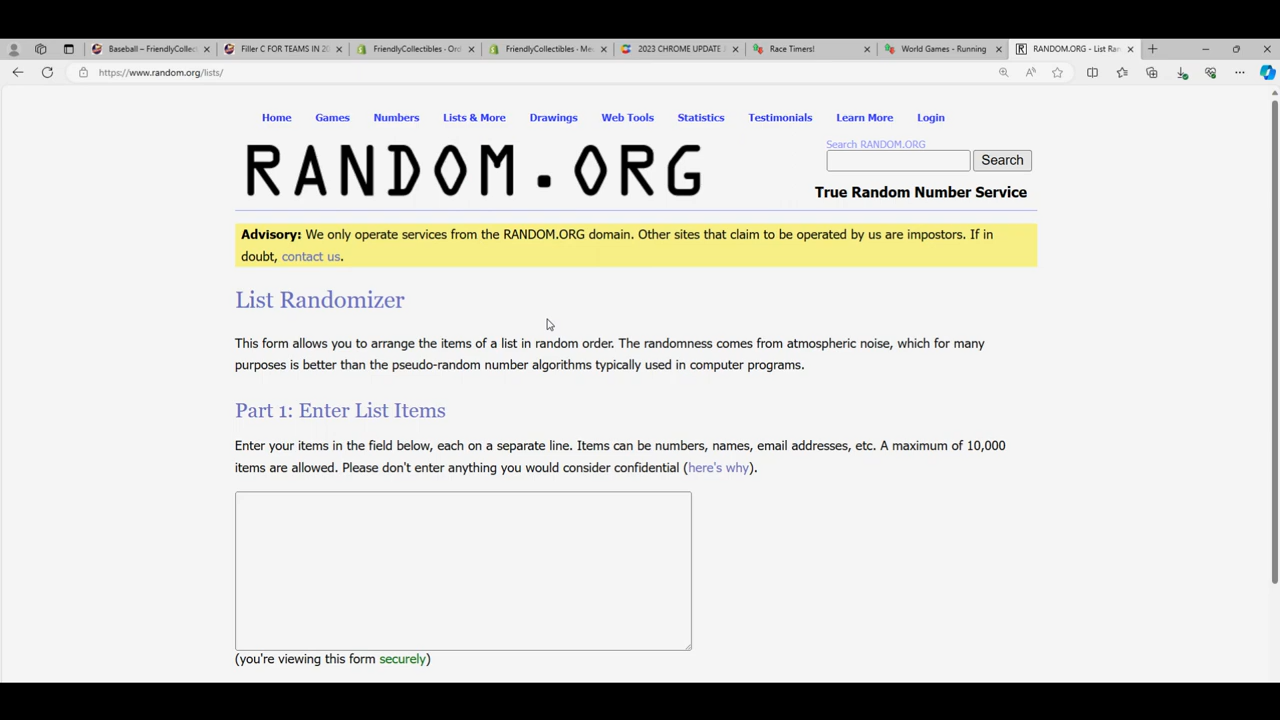 Baseball – FriendlyCollec
Filler C FOR TEAMS IN 20
FriendlyCollectibles - Ord
FriendlyCollectibles - Me
2023 CHROME UPDATE
Race Timers!
World Games - Running
RANDOM.ORG - List Ran
https://www.random.org/lists/
Home Games Numbers Lists & More Drawings Web Tools Statistics Testimonials Learn More Login
Search RANDOM.ORG
RANDOM.ORG
Search
True Random Number Service
Advisory: We only operate services from the RANDOM.ORG domain. Other sites that claim to be operated by us are impostors. If in
doubt, contact us.
List Randomizer
This form allows you to arrange the items of a list in random order. The randomness comes from atmospheric noise, which for many
purposes is better than the pseudo-random number algorithms typically used in computer programs.
Part 1: Enter List Items
Enter your items in the field below, each on a separate line. Items can be numbers, names, email addresses, etc. A maximum of 10,000
items are allowed. Please don't enter anything you would consider confidential (here's why).
(you're viewing this form securely)